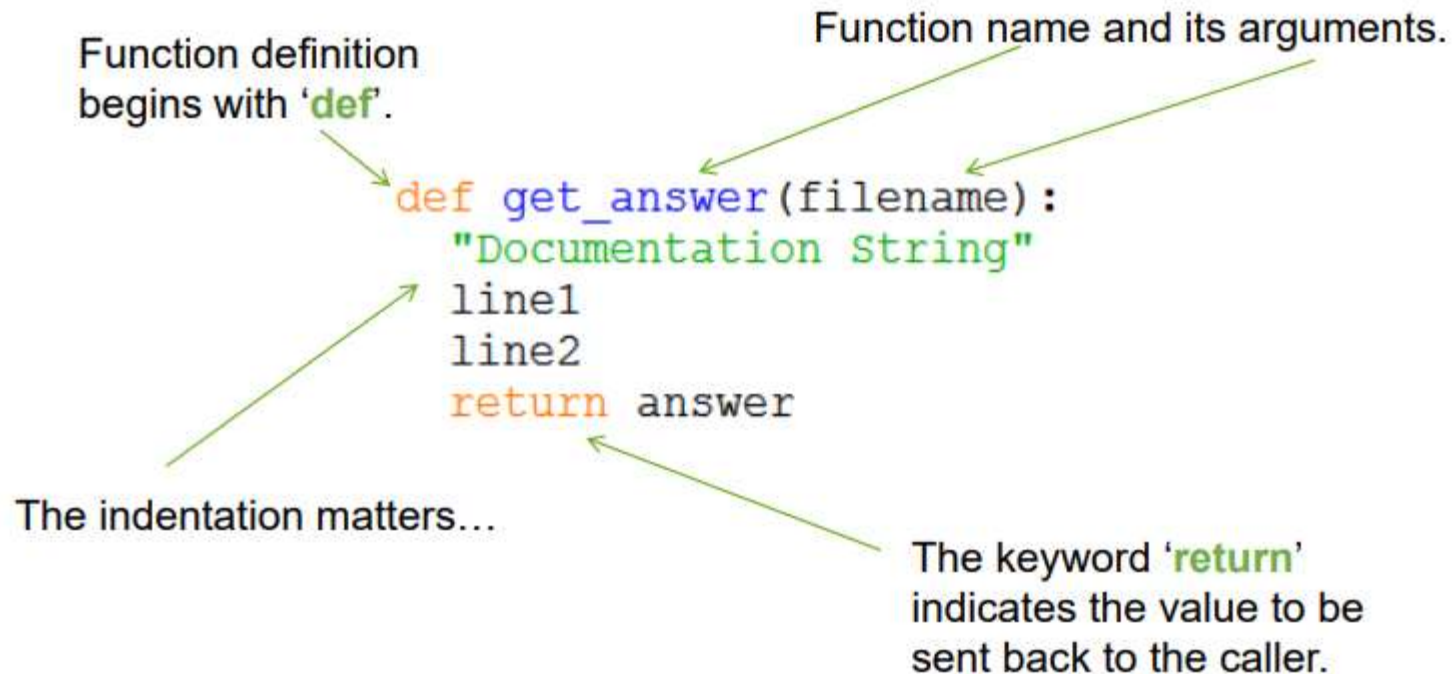 Function definition
begins with ‘def’.
Function name and its arguments.
def get_answer(filename):
"Documentation String"
line1
line2
return answer
The indentation matters…
The keyword ‘return’
indicates the value to be
sent back to the caller.